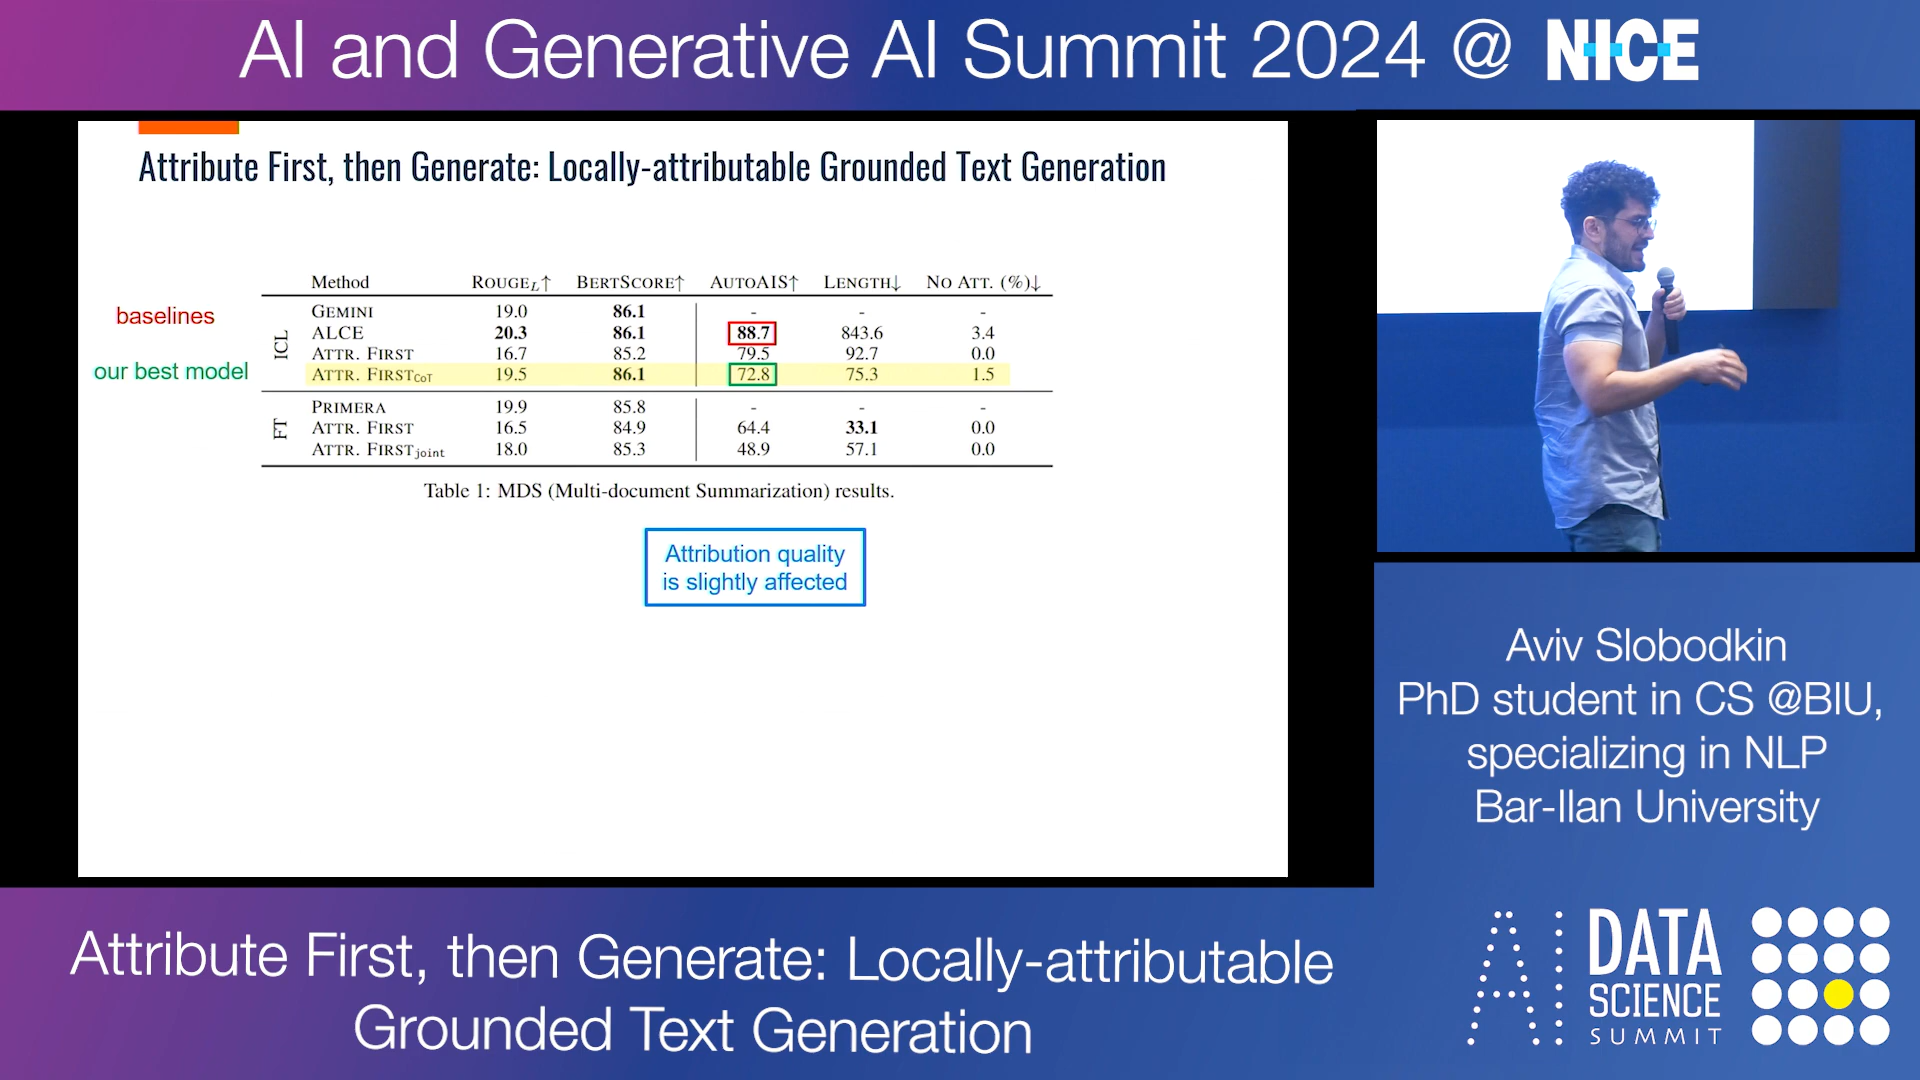 AI and Generative AI Summit 2024 @ NICE
Attribute First, then Generate: Locally-attributable Grounded Text Generation
baselines
our best model
Method ROUGE_L↑ BERTSCORE↑ AUTOAIS↑ LENGTH↓ NO ATT. (%)↓
ICL
GEMINI 19.0 86.1 - - -
ALCE 20.3 86.1 88.7 843.6 3.4
ATTR. FIRST 16.7 85.2 79.5 92.7 0.0
ATTR. FIRST_CoT 19.5 86.1 72.8 75.3 1.5
FT
PRIMERA 19.9 85.8 - - -
ATTR. FIRST 16.5 84.9 64.4 33.1 0.0
ATTR. FIRST_joint 18.0 85.3 48.9 57.1 0.0
Table 1: MDS (Multi-document Summarization) results.
Attribution quality
is slightly affected
Aviv Slobodkin
PhD student in CS @BIU,
specializing in NLP
Bar-Ilan University
Attribute First, then Generate: Locally-attributable
Grounded Text Generation
AI
DATA
SCIENCE
SUMMIT